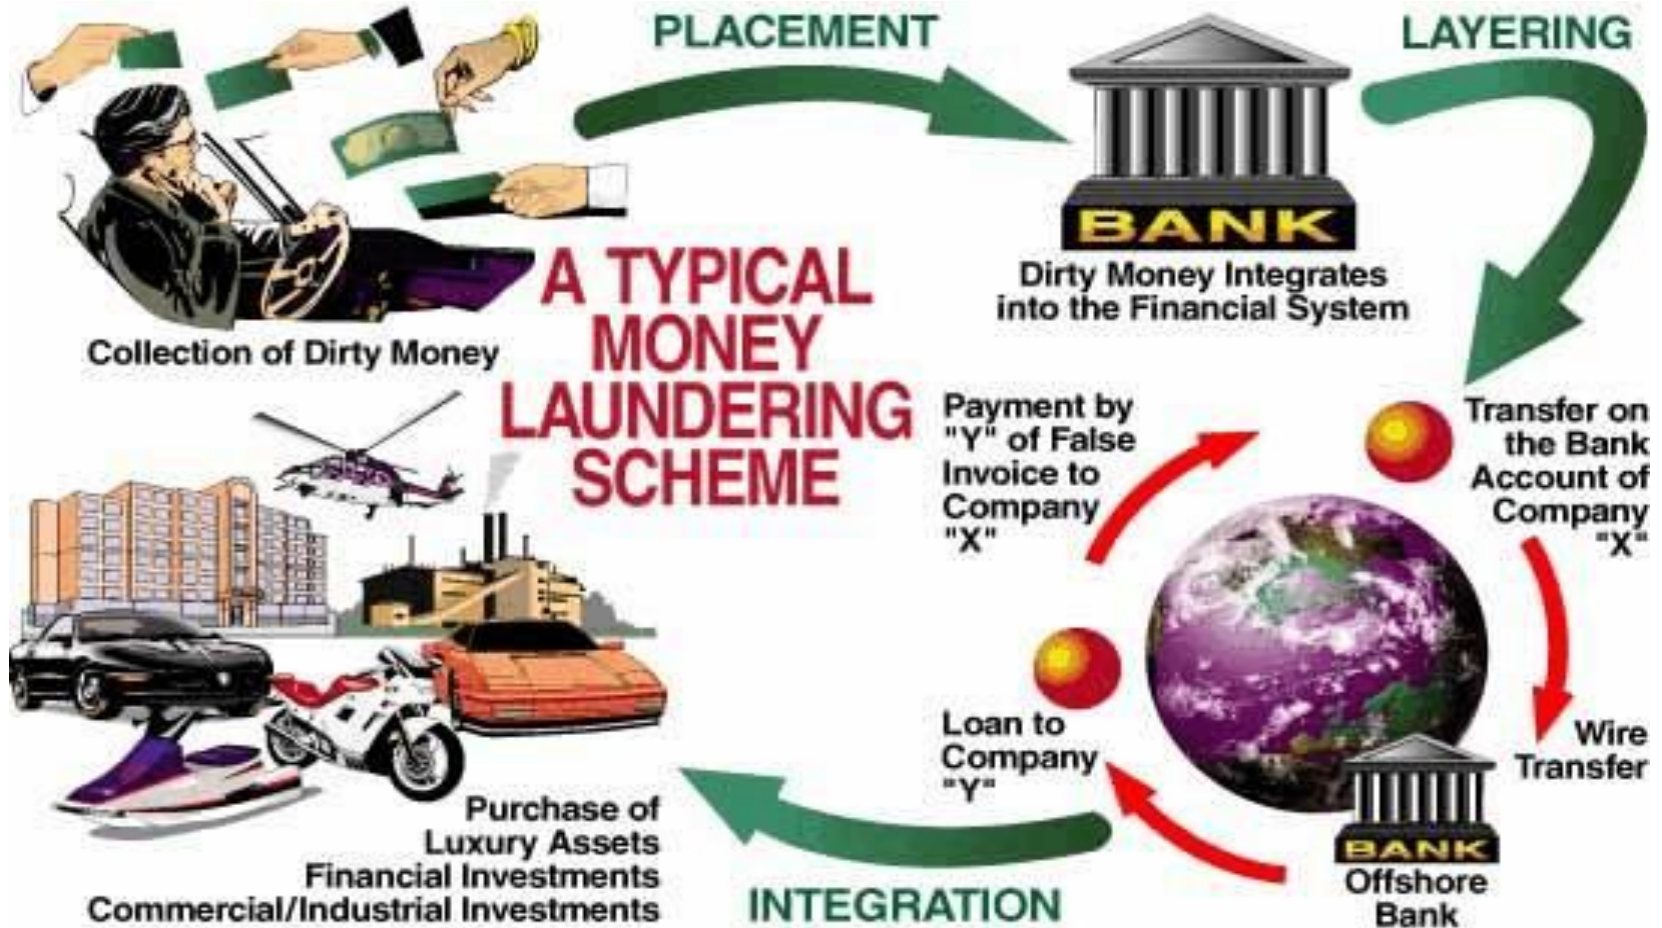 PLACEMENT
LAYERING
BANK
Dirty Money Integrates
into the Financial System
Collection of Dirty Money
A TYPICAL
MONEY
LAUNDERING
SCHEME
Payment by
"Y" of False
Invoice to
Company
"X"
Transfer on
the Bank
Account of
Company
"X"
Wire
Transfer
BANK
Offshore
Bank
Loan to
Company
"Y"
INTEGRATION
Purchase of
Luxury Assets
Financial Investments
Commercial/Industrial Investments